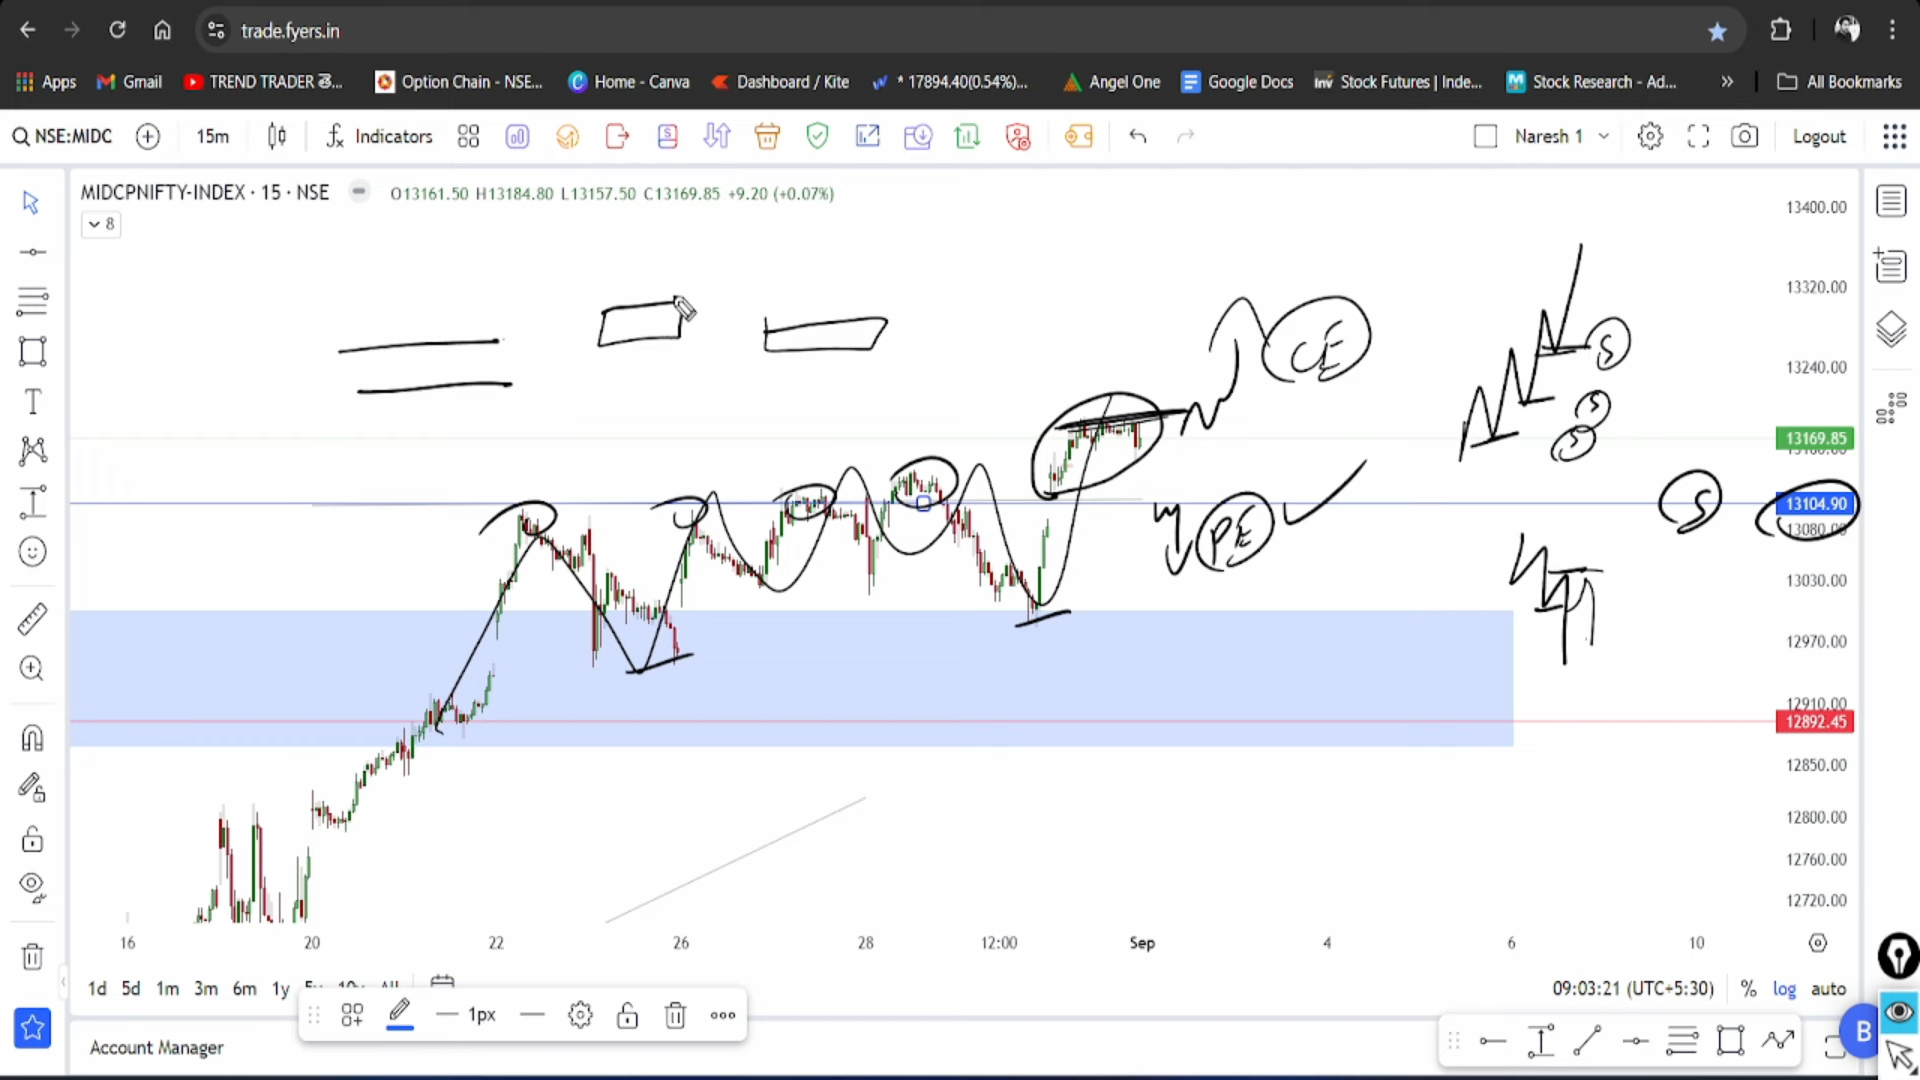 trade.fyers.in
Apps Gmail TREND TRADER తె... Option Chain - NSE... Home - Canva Dashboard / Kite * 17894.40(0.54%)... Angel One Google Docs Stock Futures | Inde... Stock Research - Ad... » All Bookmarks
NSE:MIDC 15m Indicators Naresh 1 Logout
MIDCPNIFTY-INDEX · 15 · NSE O13161.50 H13184.80 L13157.50 C13169.85 +9.20 (+0.07%)
8
13400.00
13320.00
CE
S
13240.00
S
S
13169.85
13160.00
S
13104.90
PE
13080.00
13030.00
12970.00
12910.00
12892.45
12850.00
12800.00
12760.00
12720.00
16 20 22 26 28 12:00 Sep 4 6 10
1d 5d 1m 3m 6m 1y 09:03:21 (UTC+5:30) % log auto
1px
Account Manager
B